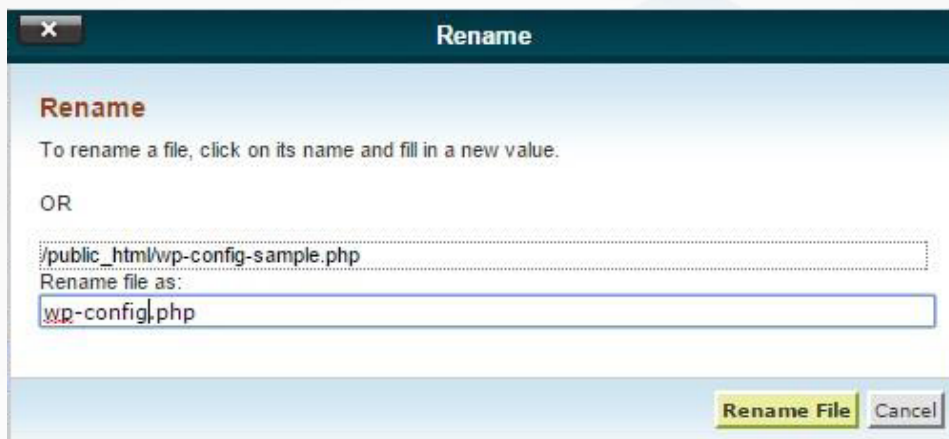 Rename
Rename
To rename a file, click on its name and fill in a new value.
OR
/public_html/wp-config-sample.php
Rename file as:
wp-config.php
Rename File Cancel